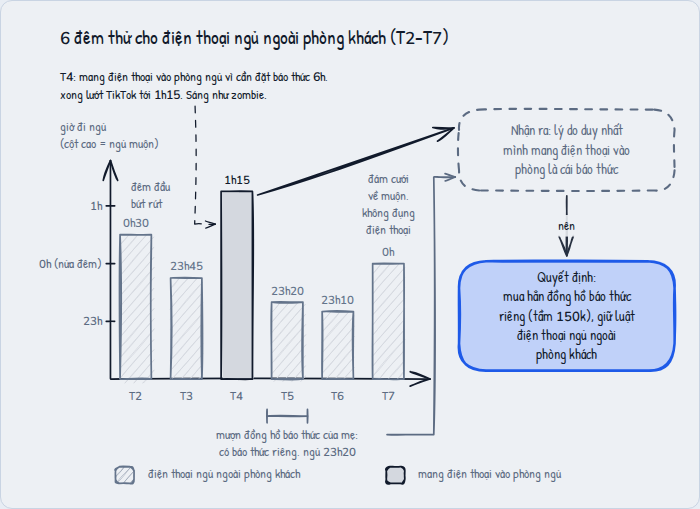 6 đêm thử cho điện thoại ngủ ngoài phòng khách (T2–T7)
T4: mang điện thoại vào phòng ngủ vì cần đặt báo thức 6h.
xong lướt TikTok tới 1h15. Sáng như zombie.
giờ đi ngủ
(cột cao = ngủ muộn)
1h
0h (nửa đêm)
23h
đêm đầu
bứt rứt
0h30
23h45
1h15
23h20
23h10
đám cưới
về muộn.
không đụng
điện thoại
0h
T2
T3
T4
T5
T6
T7
mượn đồng hồ báo thức của mẹ:
có báo thức riêng. ngủ 23h20
Nhận ra: lý do duy nhất
mình mang điện thoại vào
phòng là cái báo thức
nên
Quyết định:
mua hẳn đồng hồ báo thức
riêng (tầm 150k), giữ luật
điện thoại ngủ ngoài
phòng khách
điện thoại ngủ ngoài phòng khách
mang điện thoại vào phòng ngủ